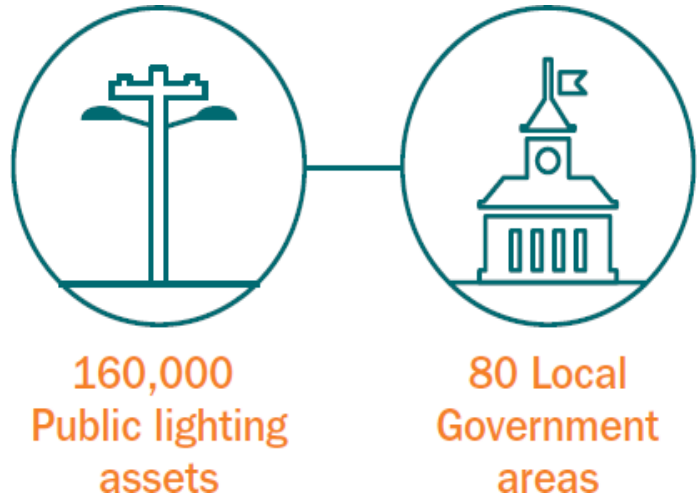 160,000
Public lighting
assets
80 Local
Government
areas